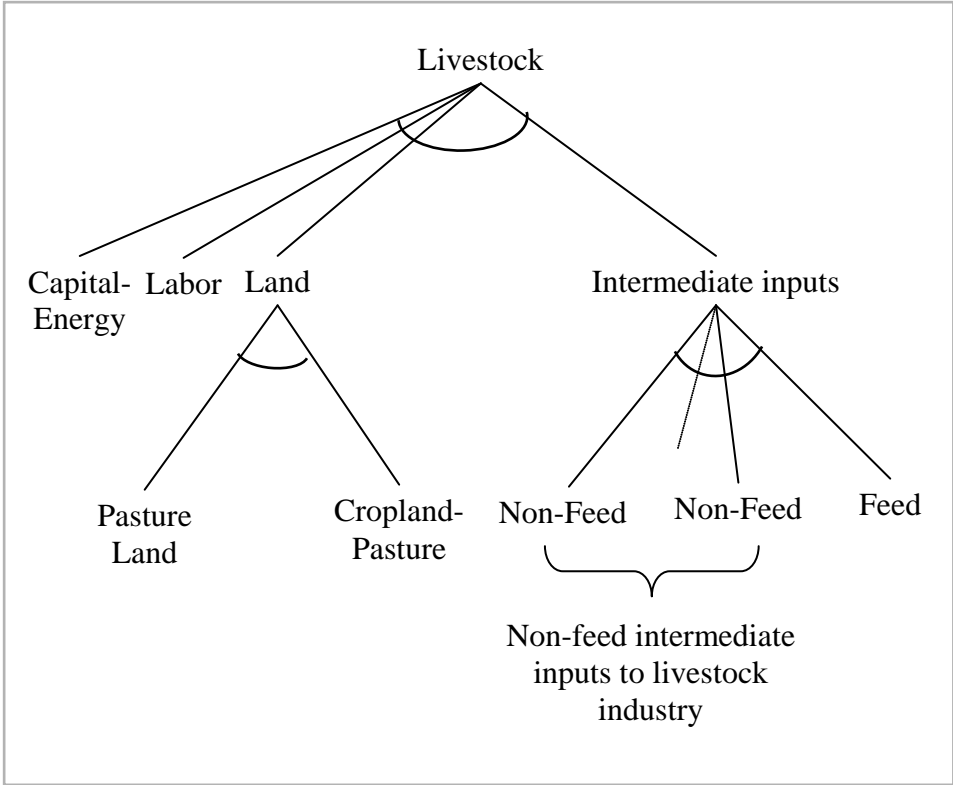 Livestock
Capital-
Energy
Labor
Land
Intermediate inputs
Pasture
Land
Cropland-
Pasture
Non-Feed
Non-Feed
Feed
Non-feed intermediate
inputs to livestock
industry